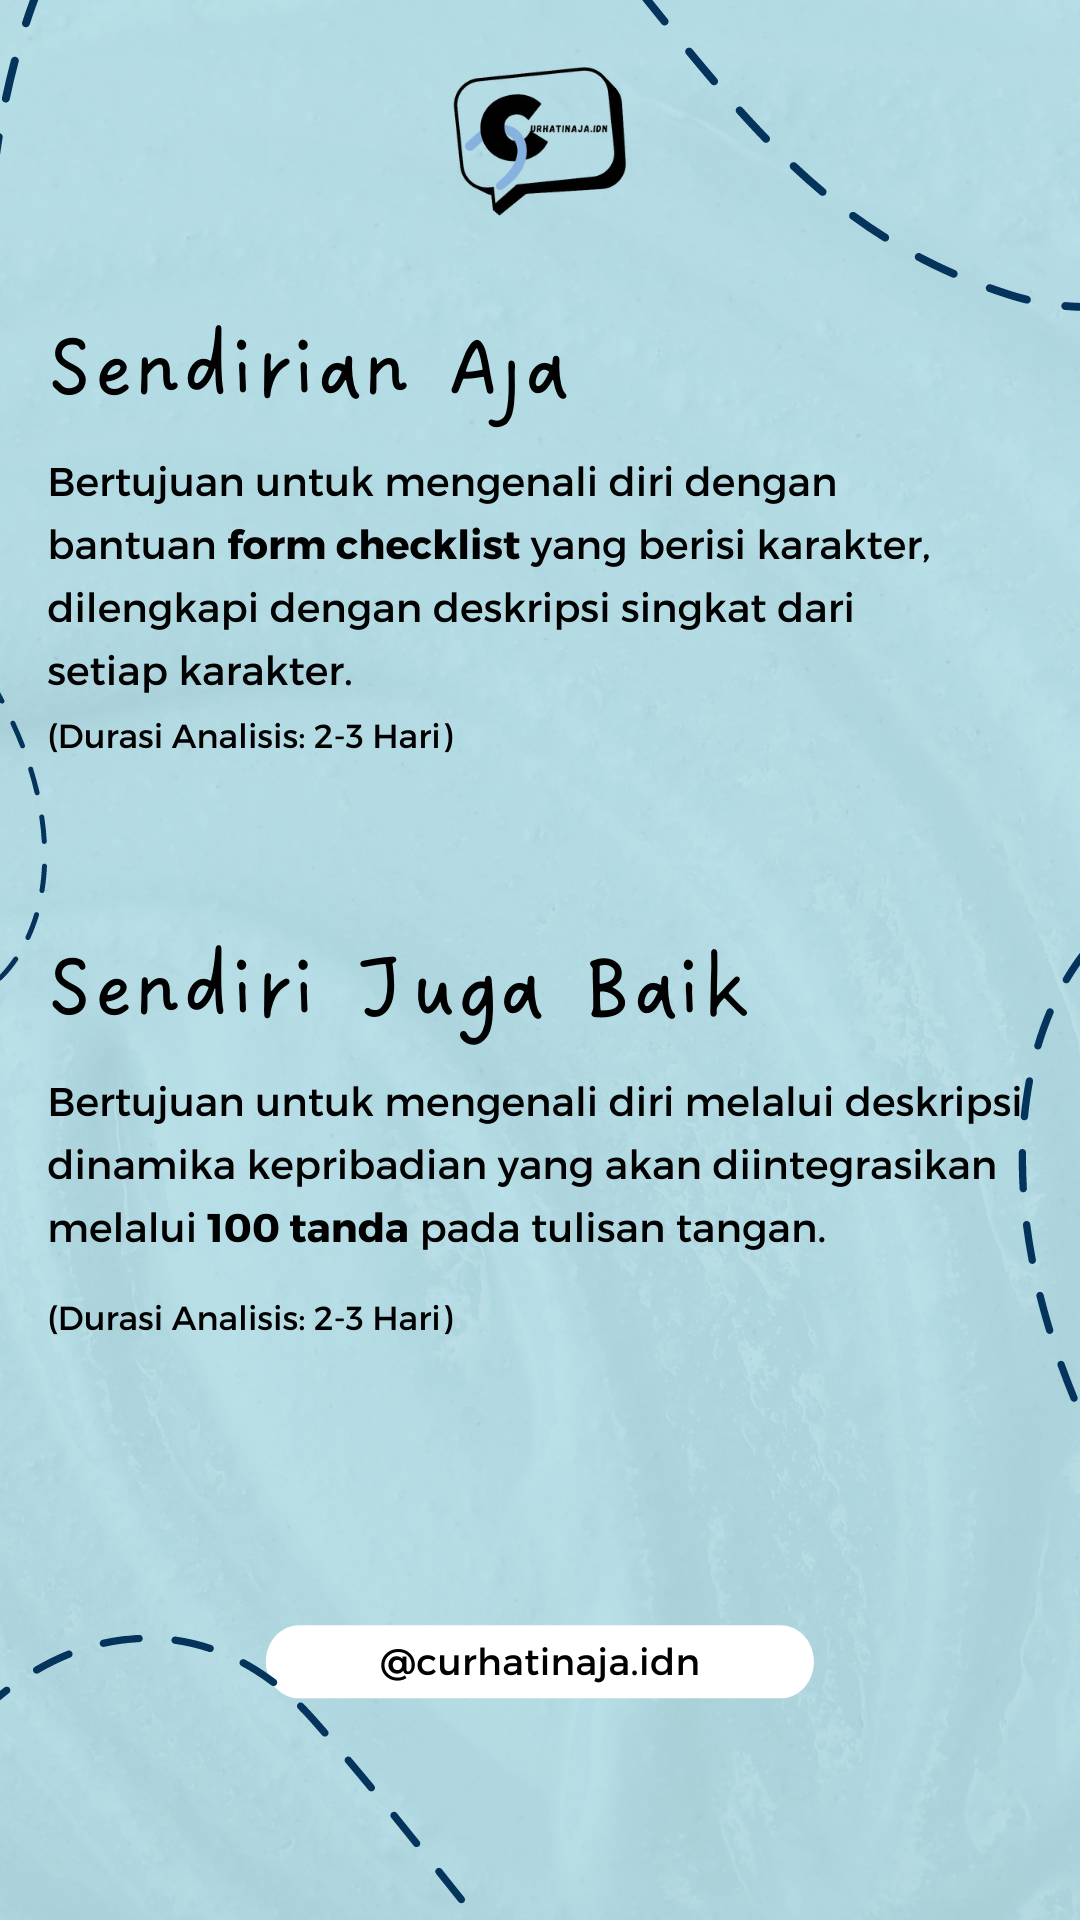 CURHATINAJA.IDN
Sendirian Aja
Bertujuan untuk mengenali diri dengan
bantuan form checklist yang berisi karakter,
dilengkapi dengan deskripsi singkat dari
setiap karakter.
(Durasi Analisis: 2-3 Hari)
Sendiri Juga Baik
Bertujuan untuk mengenali diri melalui deskripsi
dinamika kepribadian yang akan diintegrasikan
melalui 100 tanda pada tulisan tangan.
(Durasi Analisis: 2-3 Hari)
@curhatinaja.idn